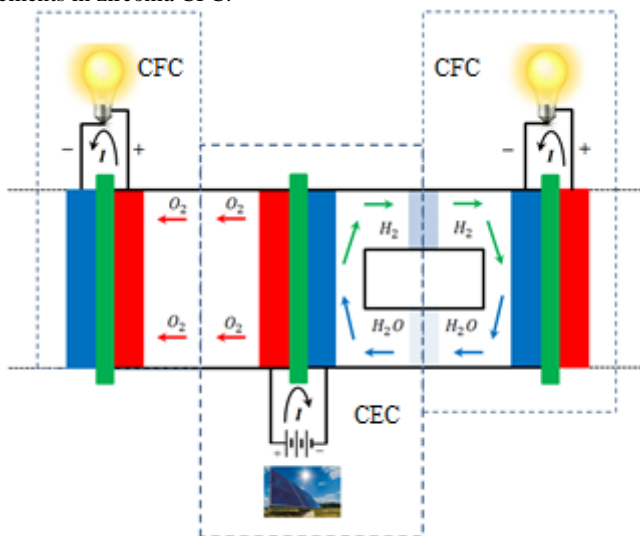 CFC CFC
− I + − I +
O₂ O₂ H₂ H₂
O₂ O₂ H₂O H₂O
I CEC
+ −